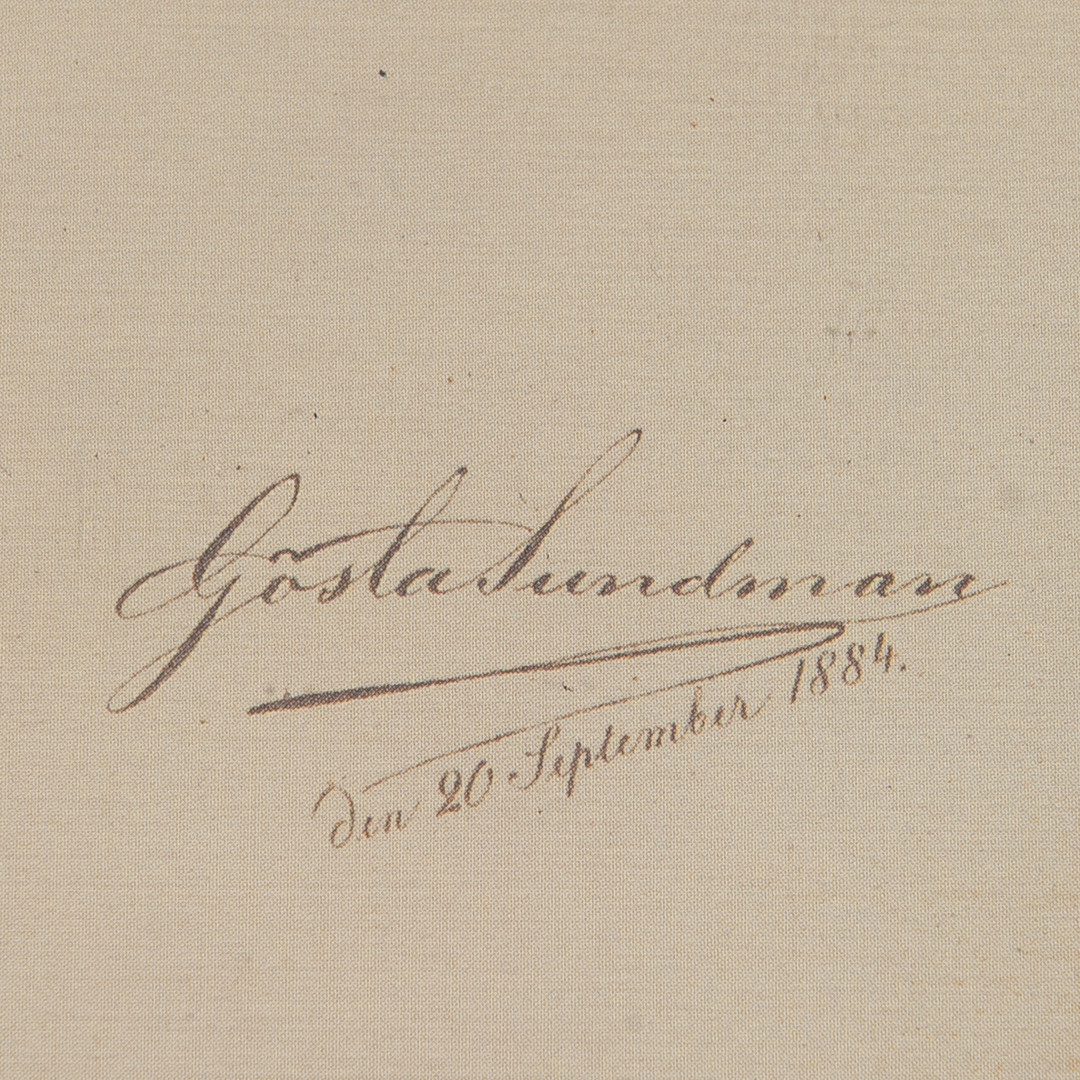 Gösta Sundman
den 20 September 1884.